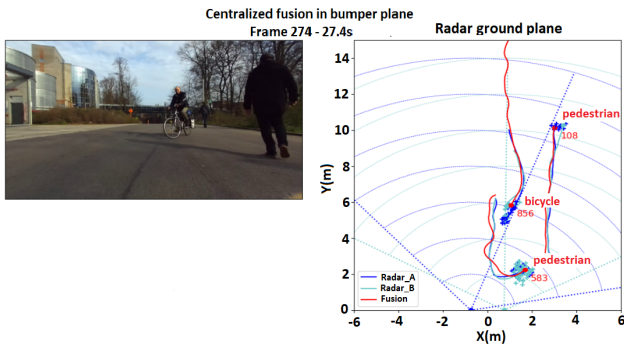 Centralized fusion in bumper plane
Frame 274 - 27.4s
Radar ground plane
14
12
10
8
6
4
2
0
Y(m)
pedestrian
108
bicycle
856
pedestrian
583
Radar_A
Radar_B
Fusion
-6 -4 -2 0 2 4 6
X(m)